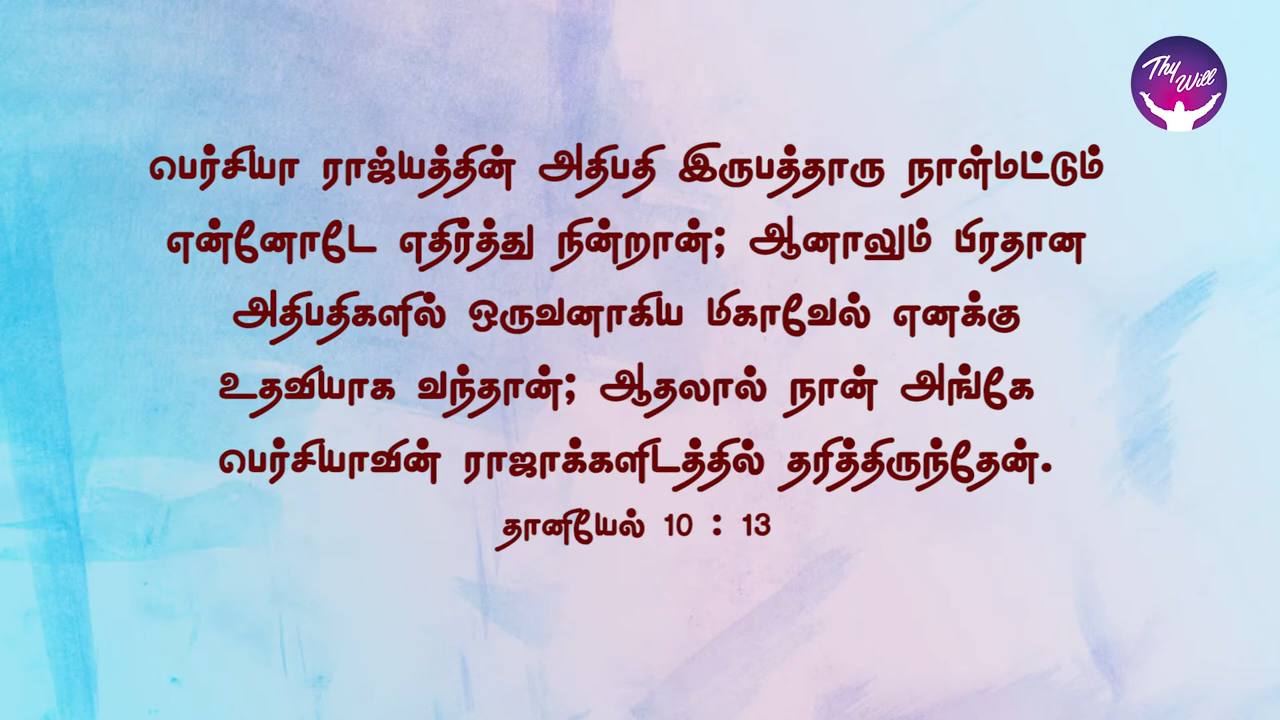 Thy Will
பெர்சியா ராஜ்யத்தின் அதிபதி இருபத்தாரு நாள்மட்டும்
என்னோடே எதிர்த்து நின்றான்; ஆனாலும் பிரதான
அதிபதிகளில் ஒருவனாகிய மிகாவேல் எனக்கு
உதவியாக வந்தான்; ஆதலால் நான் அங்கே
பெர்சியாவின் ராஜாக்களிடத்தில் தரித்திருந்தேன்.
தானியேல் 10 : 13